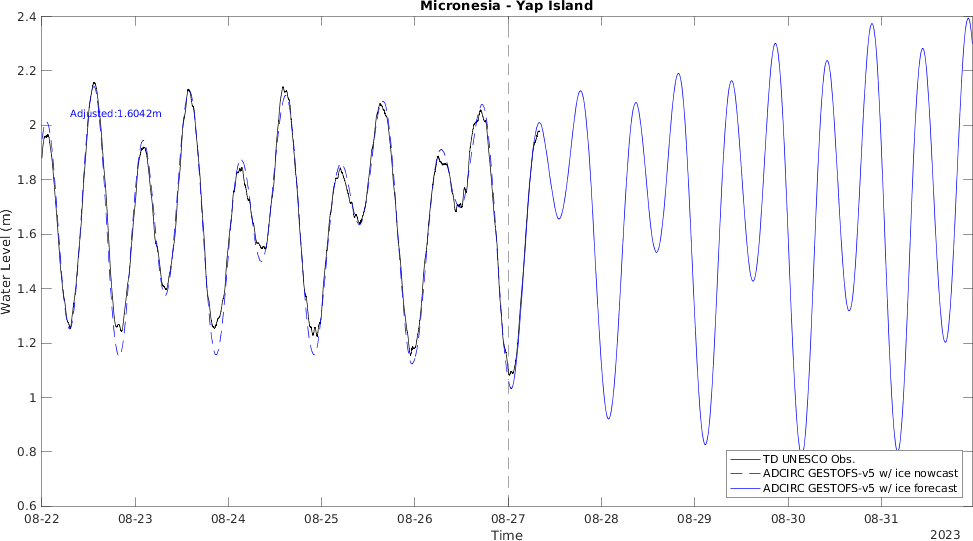 Micronesia - Yap Island
2.4
2.2
2
1.8
1.6
1.4
1.2
1
0.8
0.6
Water Level (m)
Adjusted:1.6042m
TD UNESCO Obs.
ADCIRC GESTOFS-v5 w/ ice nowcast
ADCIRC GESTOFS-v5 w/ ice forecast
08-22 08-23 08-24 08-25 08-26 08-27 08-28 08-29 08-30 08-31
Time
2023